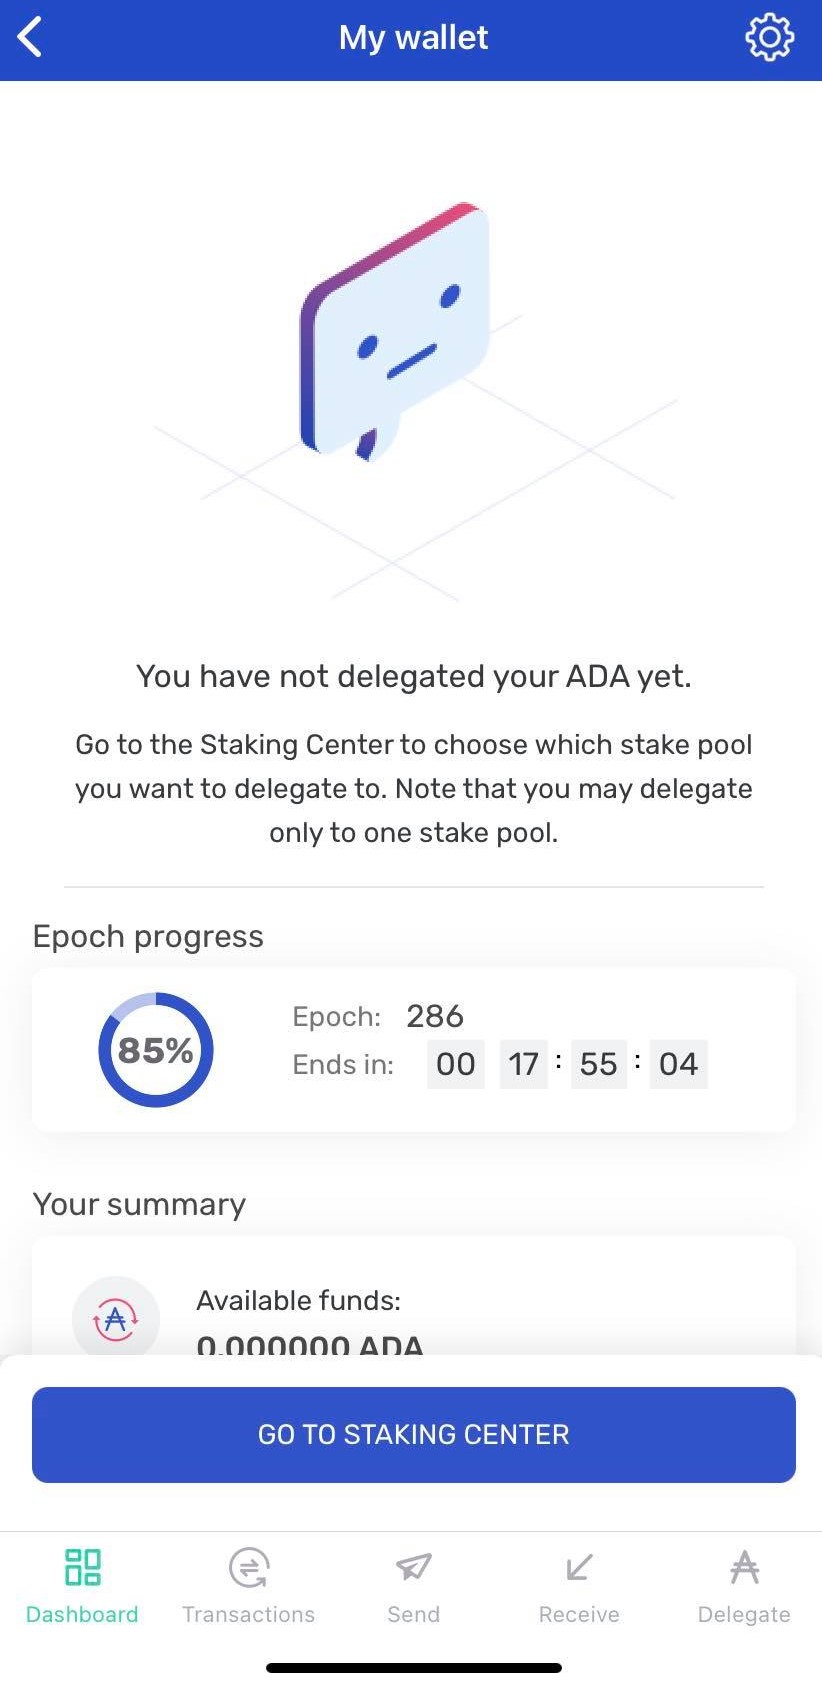 My wallet
You have not delegated your ADA yet.
Go to the Staking Center to choose which stake pool
you want to delegate to. Note that you may delegate
only to one stake pool.
Epoch progress
85%
Epoch: 286
Ends in: 00 17 : 55 : 04
Your summary
Available funds:
0.000000 ADA
GO TO STAKING CENTER
Dashboard Transactions Send Receive Delegate